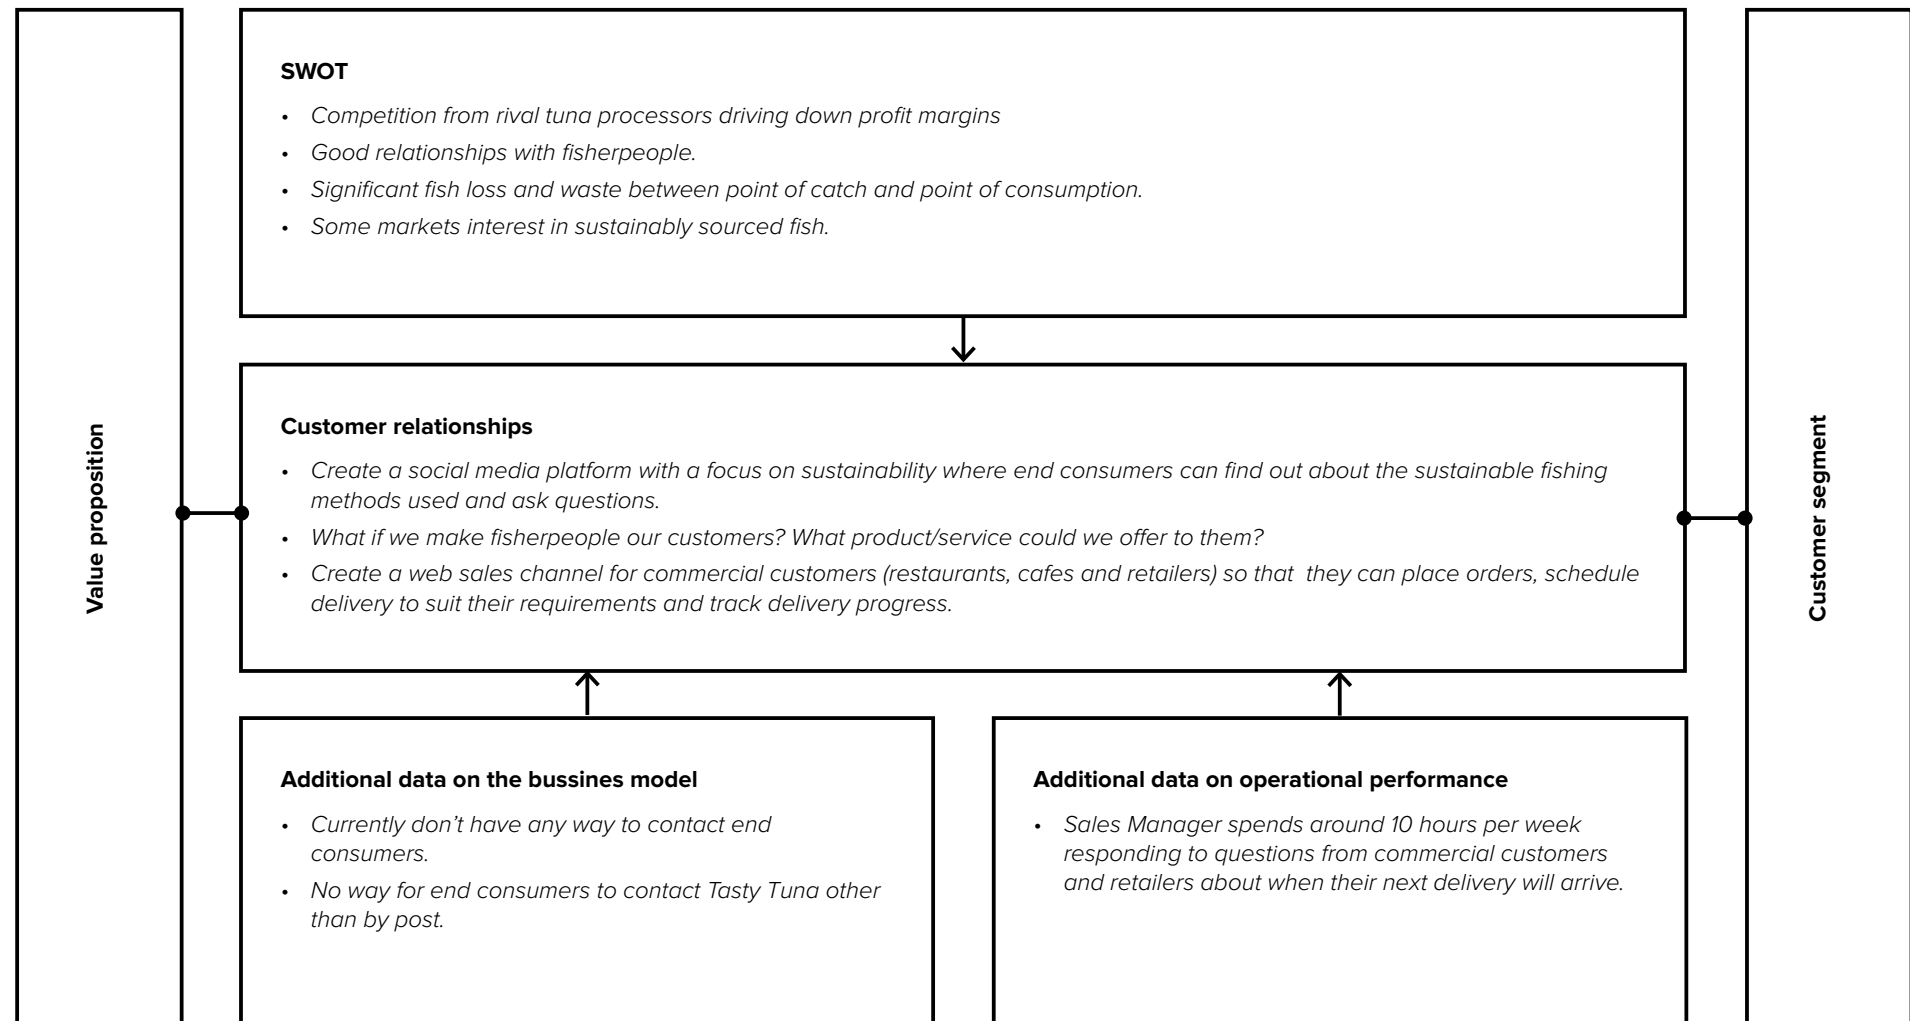 Value proposition
SWOT
• Competition from rival tuna processors driving down profit margins
• Good relationships with fisherpeople.
• Significant fish loss and waste between point of catch and point of consumption.
• Some markets interest in sustainably sourced fish.
Customer relationships
• Create a social media platform with a focus on sustainability where end consumers can find out about the sustainable fishing
methods used and ask questions.
• What if we make fisherpeople our customers? What product/service could we offer to them?
• Create a web sales channel for commercial customers (restaurants, cafes and retailers) so that  they can place orders, schedule
delivery to suit their requirements and track delivery progress.
Additional data on the bussines model
• Currently don’t have any way to contact end
consumers.
• No way for end consumers to contact Tasty Tuna other
than by post.
Additional data on operational performance
• Sales Manager spends around 10 hours per week
responding to questions from commercial customers
and retailers about when their next delivery will arrive.
Customer segment